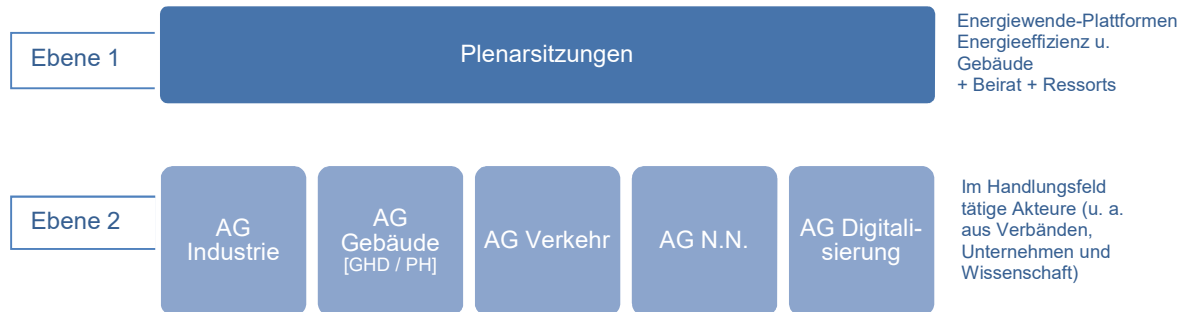 Ebene 1
Plenarsitzungen
Energiewende-Plattformen
Energieeffizienz u.
Gebäude
+ Beirat + Ressorts
Ebene 2
AG
Industrie
AG
Gebäude
[GHD / PH]
AG Verkehr
AG N.N.
AG Digitali-
sierung
Im Handlungsfeld
tätige Akteure (u. a.
aus Verbänden,
Unternehmen und
Wissenschaft)